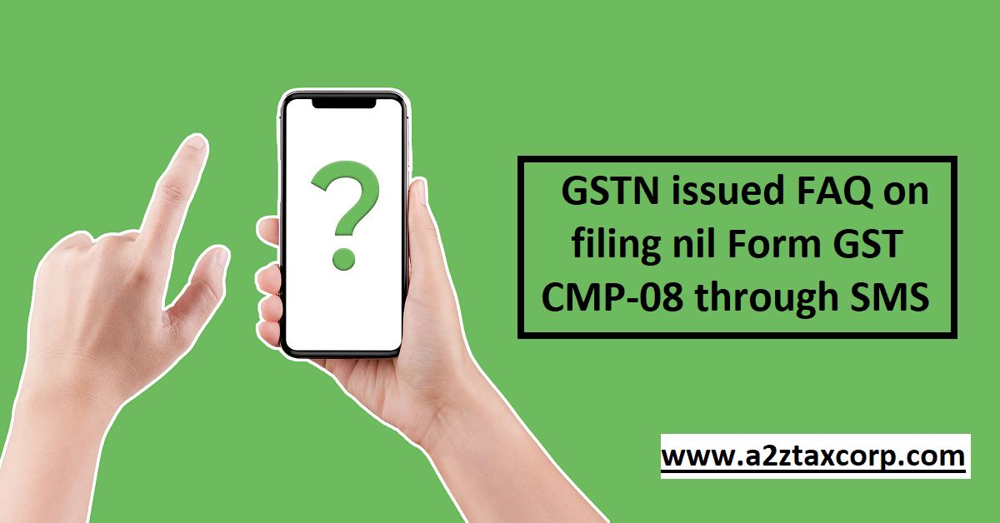 GSTN issued FAQ on
filing nil Form GST
CMP-08 through SMS
www.a2ztaxcorp.com